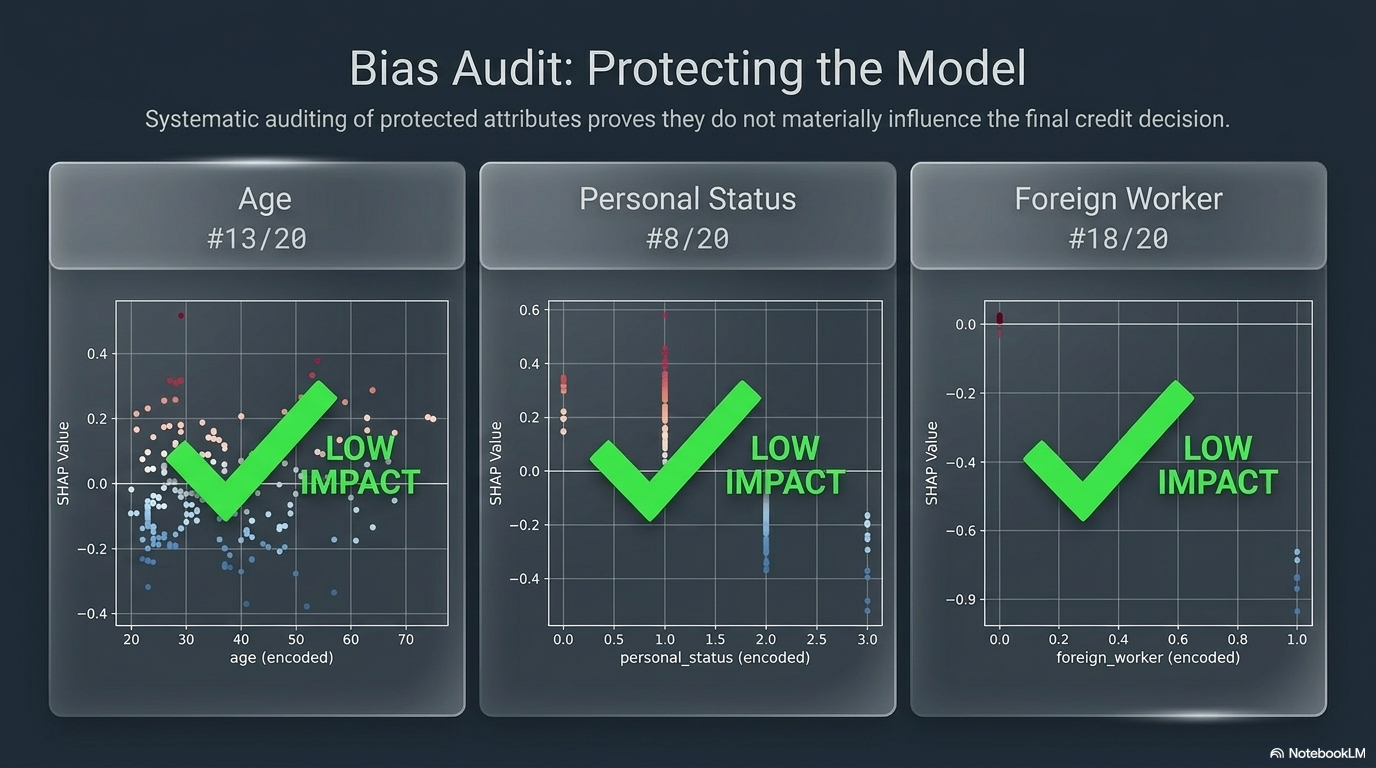 Bias Audit: Protecting the Model
Systematic auditing of protected attributes proves they do not materially influence the final credit decision.
Age
#13/20
0.4
0.2
0.0
−0.2
−0.4
SHAP Value
20 30 40 50 60 70
age (encoded)
LOW
IMPACT
Personal Status
#8/20
0.6
0.4
0.2
0.0
−0.2
−0.4
SHAP Value
0.0 0.5 1.0 1.5 2.0 2.5 3.0
personal_status (encoded)
LOW
IMPACT
Foreign Worker
#18/20
0.0
−0.2
−0.4
−0.6
−0.9
SHAP Value
0.0 0.2 0.4 0.6 0.8 1.0
foreign_worker (encoded)
LOW
IMPACT
NotebookLM